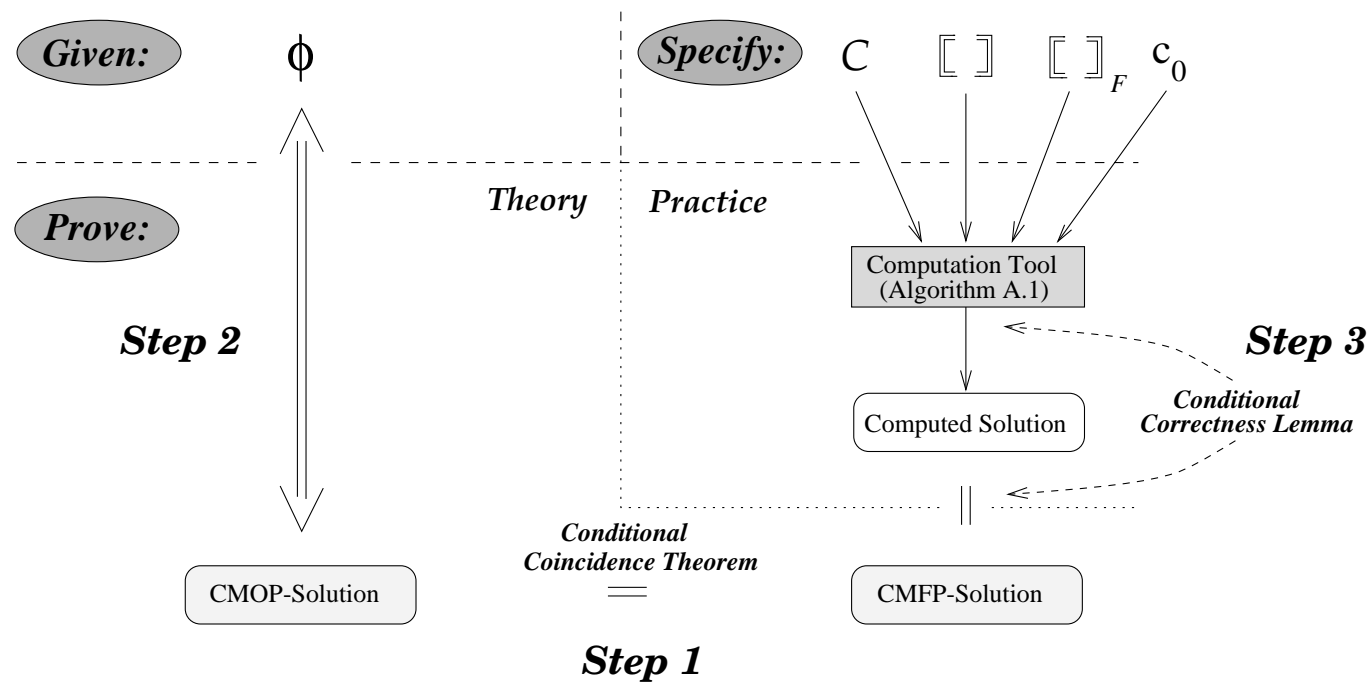 Given:
ϕ
Specify:
C
⟦ ⟧
⟦ ⟧F
c0
Theory
Practice
Prove:
Computation Tool
(Algorithm A.1)
Step 2
Step 3
Conditional
Correctness Lemma
Computed Solution
Conditional
Coincidence Theorem
CMOP-Solution
CMFP-Solution
Step 1